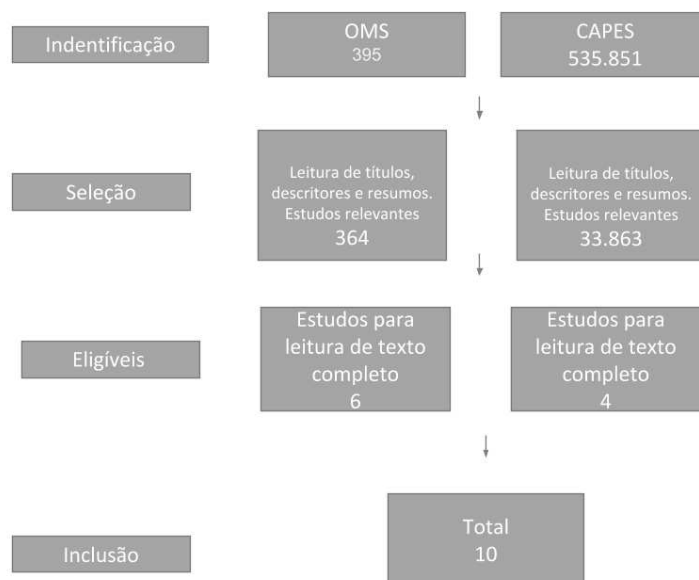 Indentificação
OMS
395
CAPES
535.851
Seleção
Leitura de títulos,
descritores e resumos.
Estudos relevantes
364
Leitura de títulos,
descritores e resumos.
Estudos relevantes
33.863
Eligíveis
Estudos para
leitura de texto
completo
6
Estudos para
leitura de texto
completo
4
Inclusão
Total
10